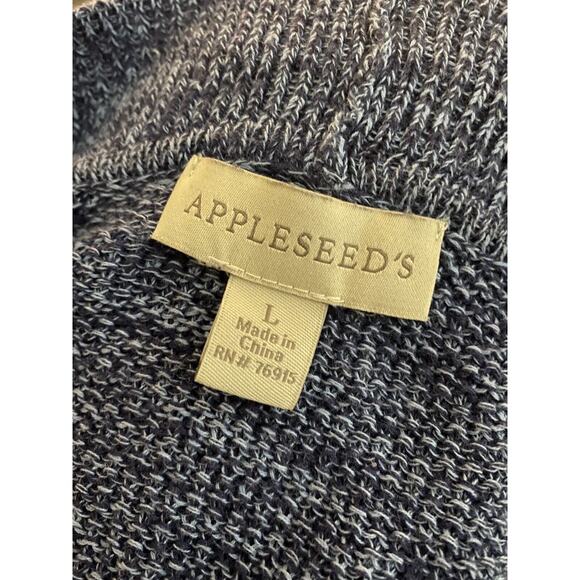 APPLESEED'S
L
Made in
China
RN# 76915